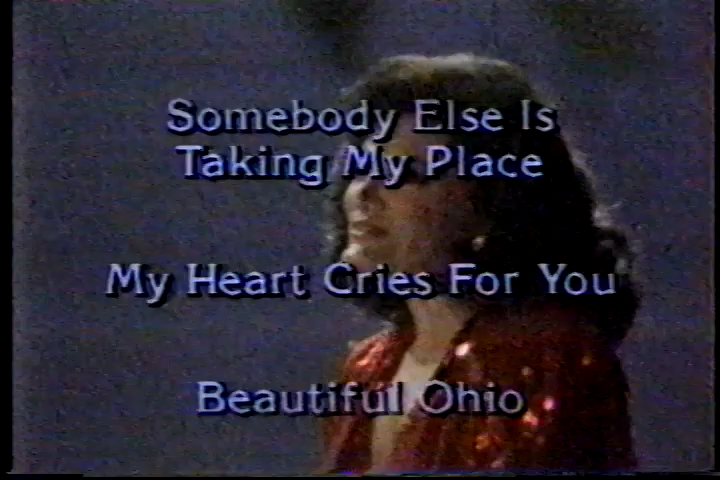 Somebody Else Is
Taking My Place
My Heart Cries For You
Beautiful Ohio